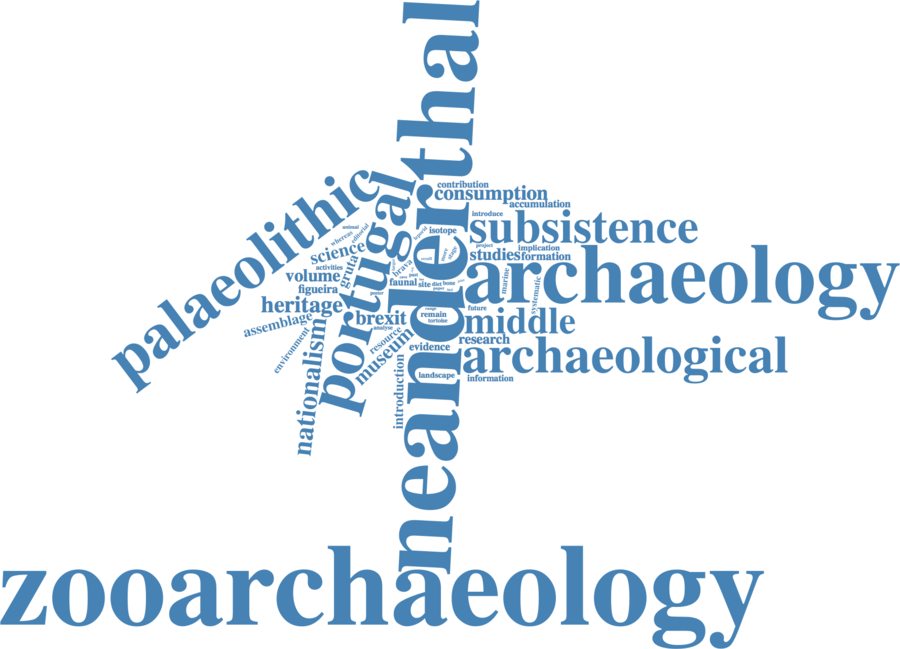 neanderthal
palaeolithic
portugal
contribution
consumption
accumulation
introduce
subsistence
animal
whereas
editorial
isotope
project
implication
science
studies
formation
archaeology
activities
volume
gruta
brava
faunal
site
diet
bone
paper
marine
systematic
figueira
heritage
future
remain
tortoise
brexit
middle
assemblage
analyse
resource
research
environment
museum
evidence
archaeological
nationalism
introduction
landscape
information
zooarchaeology